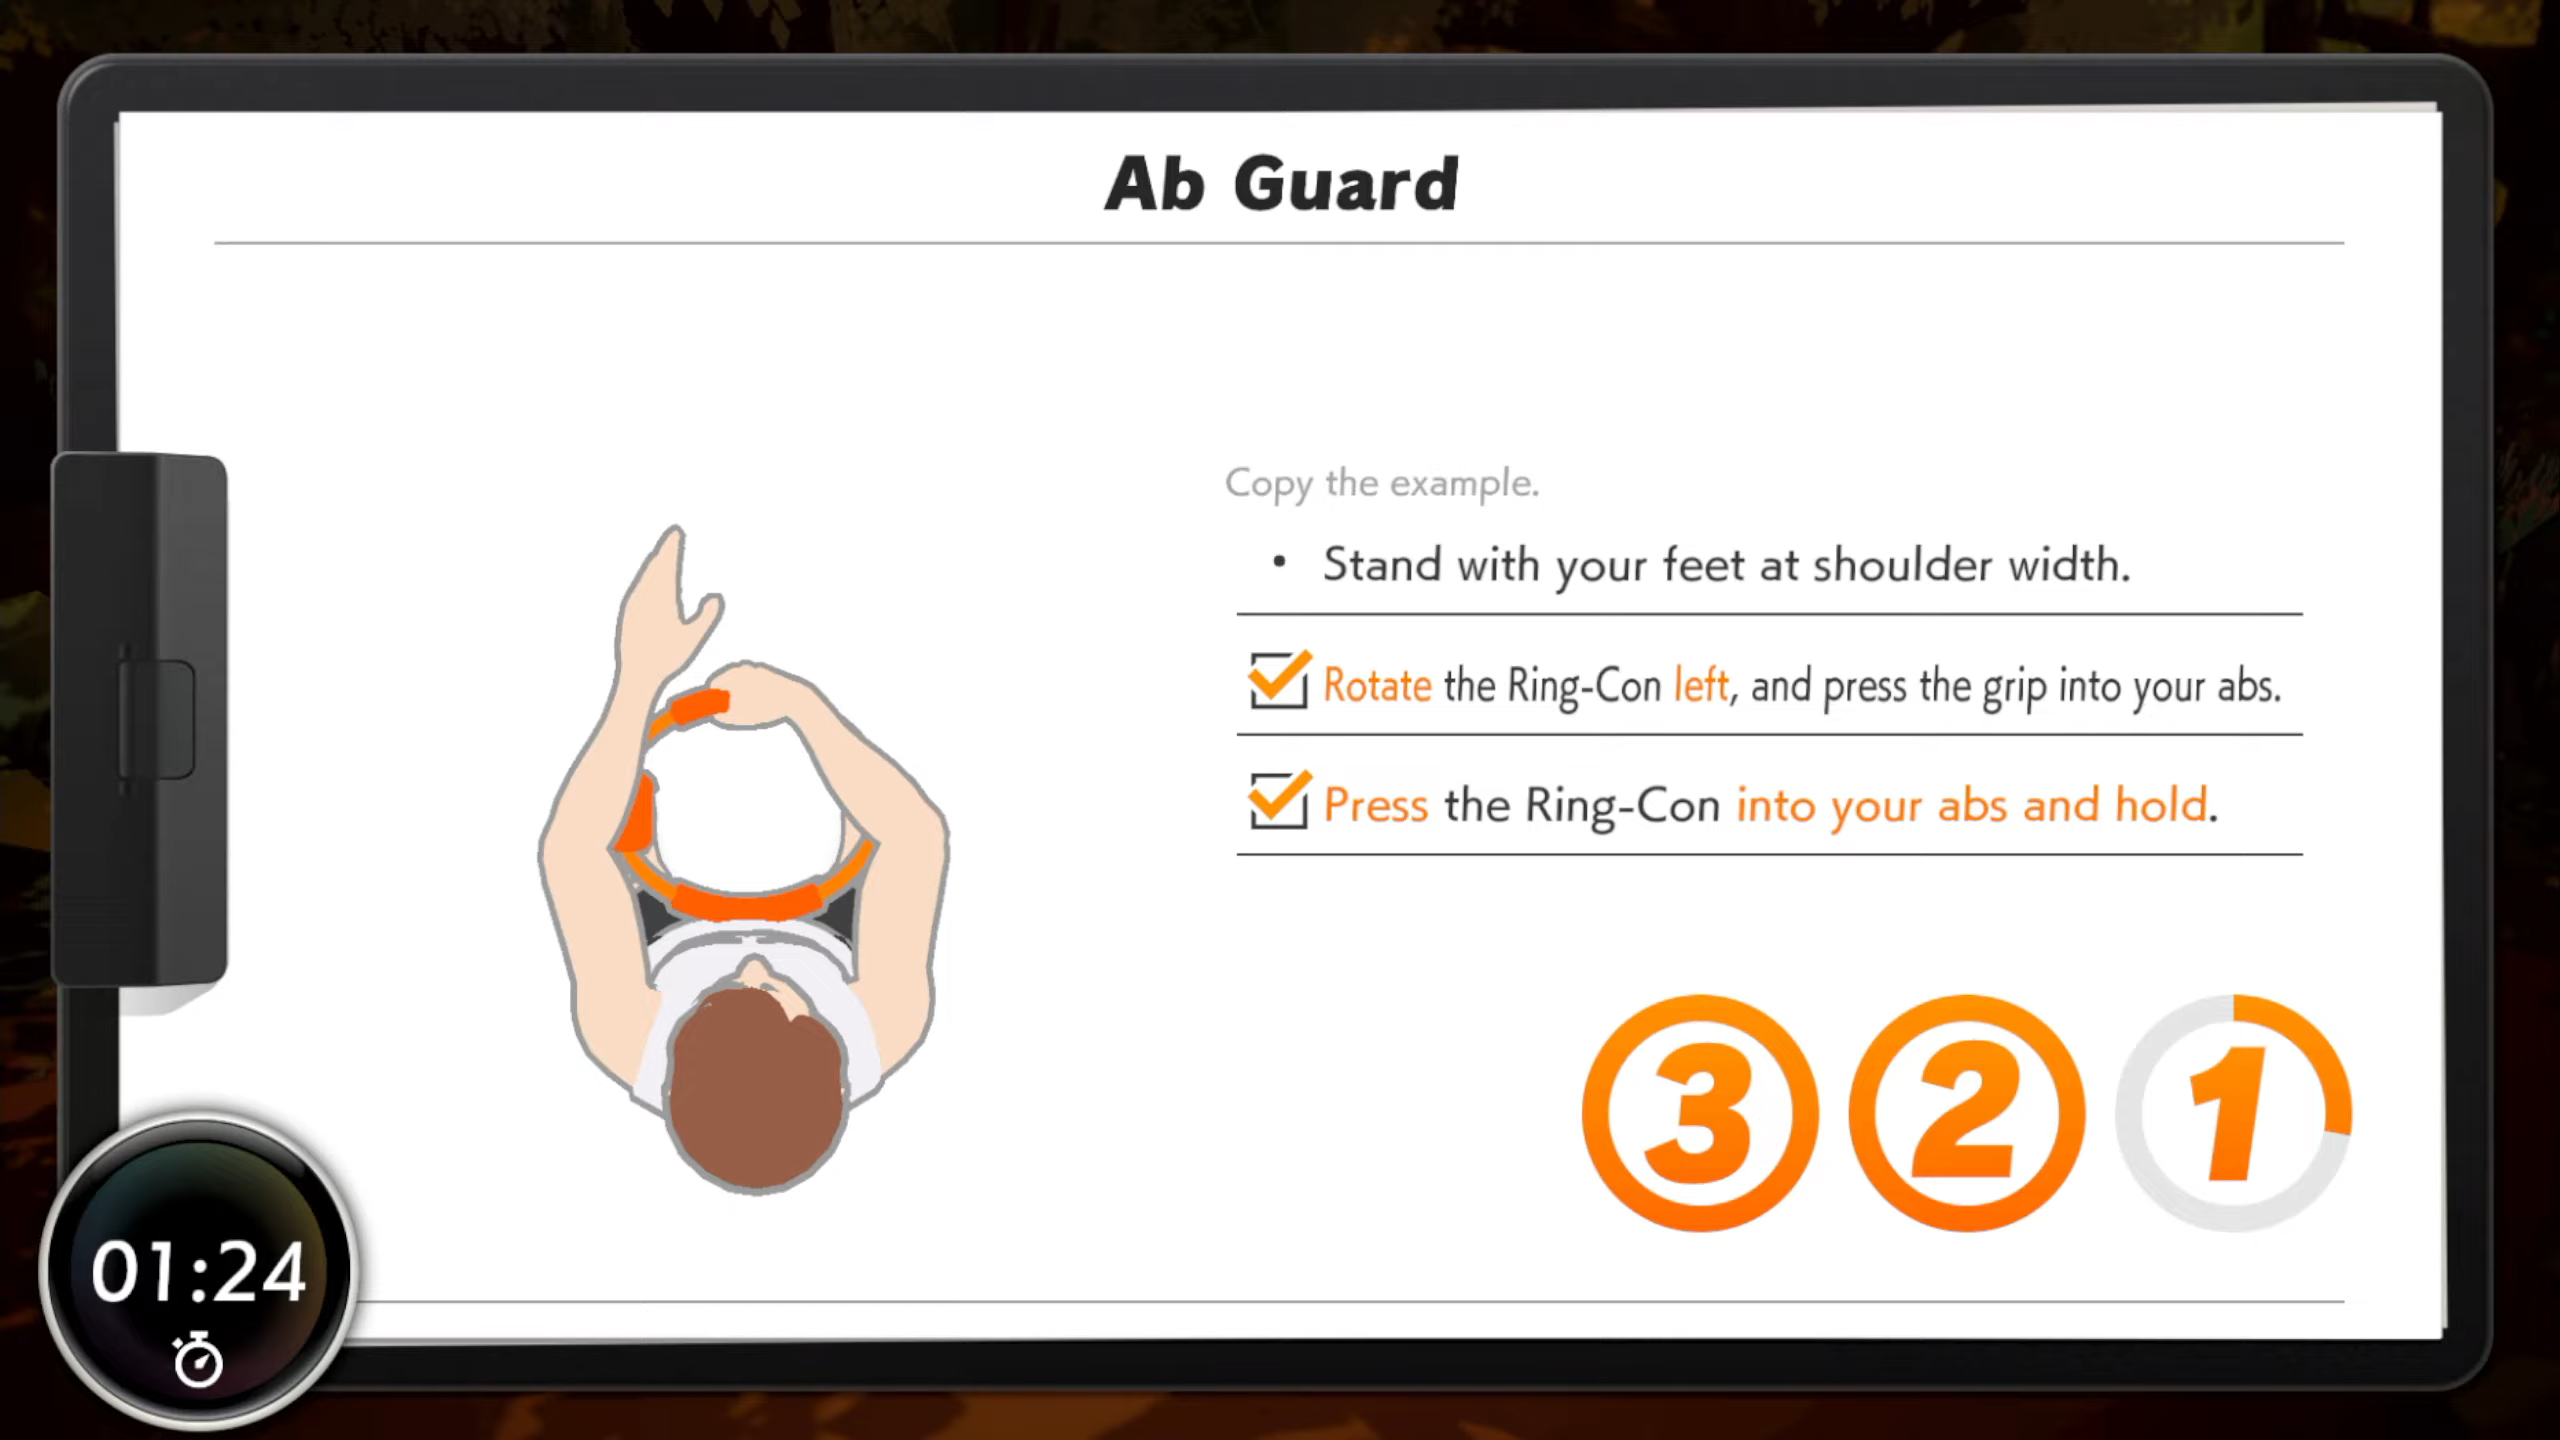 Ab Guard
Copy the example.
• Stand with your feet at shoulder width.
Rotate the Ring-Con left, and press the grip into your abs.
Press the Ring-Con into your abs and hold.
3 2 1
01:24